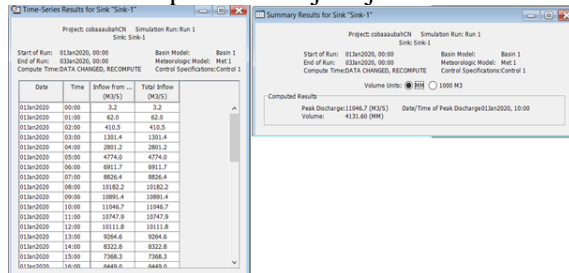 Time-Series Results for Sink "Sink-1"
Project: cobaaaubahCN Simulation Run: Run 1
Sink: Sink-1
Start of Run: 01Jan2020, 00:00 Basin Model: Basin 1
End of Run: 03Jan2020, 00:00 Meteorologic Model: Met 1
Compute Time:DATA CHANGED, RECOMPUTE Control Specifications:Control 1
Date Time Inflow from ... Total Inflow
(M3/S) (M3/S)
01Jan2020 00:00 3.2 3.2
01Jan2020 01:00 62.0 62.0
01Jan2020 02:00 410.5 410.5
01Jan2020 03:00 1301.4 1301.4
01Jan2020 04:00 2801.2 2801.2
01Jan2020 05:00 4774.0 4774.0
01Jan2020 06:00 6911.7 6911.7
01Jan2020 07:00 8826.4 8826.4
01Jan2020 08:00 10182.2 10182.2
01Jan2020 09:00 10891.4 10891.4
01Jan2020 10:00 11046.7 11046.7
01Jan2020 11:00 10747.9 10747.9
01Jan2020 12:00 10111.8 10111.8
01Jan2020 13:00 9264.6 9264.6
01Jan2020 14:00 8322.8 8322.8
01Jan2020 15:00 7368.3 7368.3
01Jan2020 16:00 6449.0 6449.0
Summary Results for Sink "Sink-1"
Project: cobaaaubahCN Simulation Run: Run 1
Sink: Sink-1
Start of Run: 01Jan2020, 00:00 Basin Model: Basin 1
End of Run: 03Jan2020, 00:00 Meteorologic Model: Met 1
Compute Time:DATA CHANGED, RECOMPUTE Control Specifications:Control 1
Volume Units: MM 1000 M3
Computed Results
Peak Discharge:11046.7 (M3/S) Date/Time of Peak Discharge01Jan2020, 10:00
Volume: 4131.60 (MM)